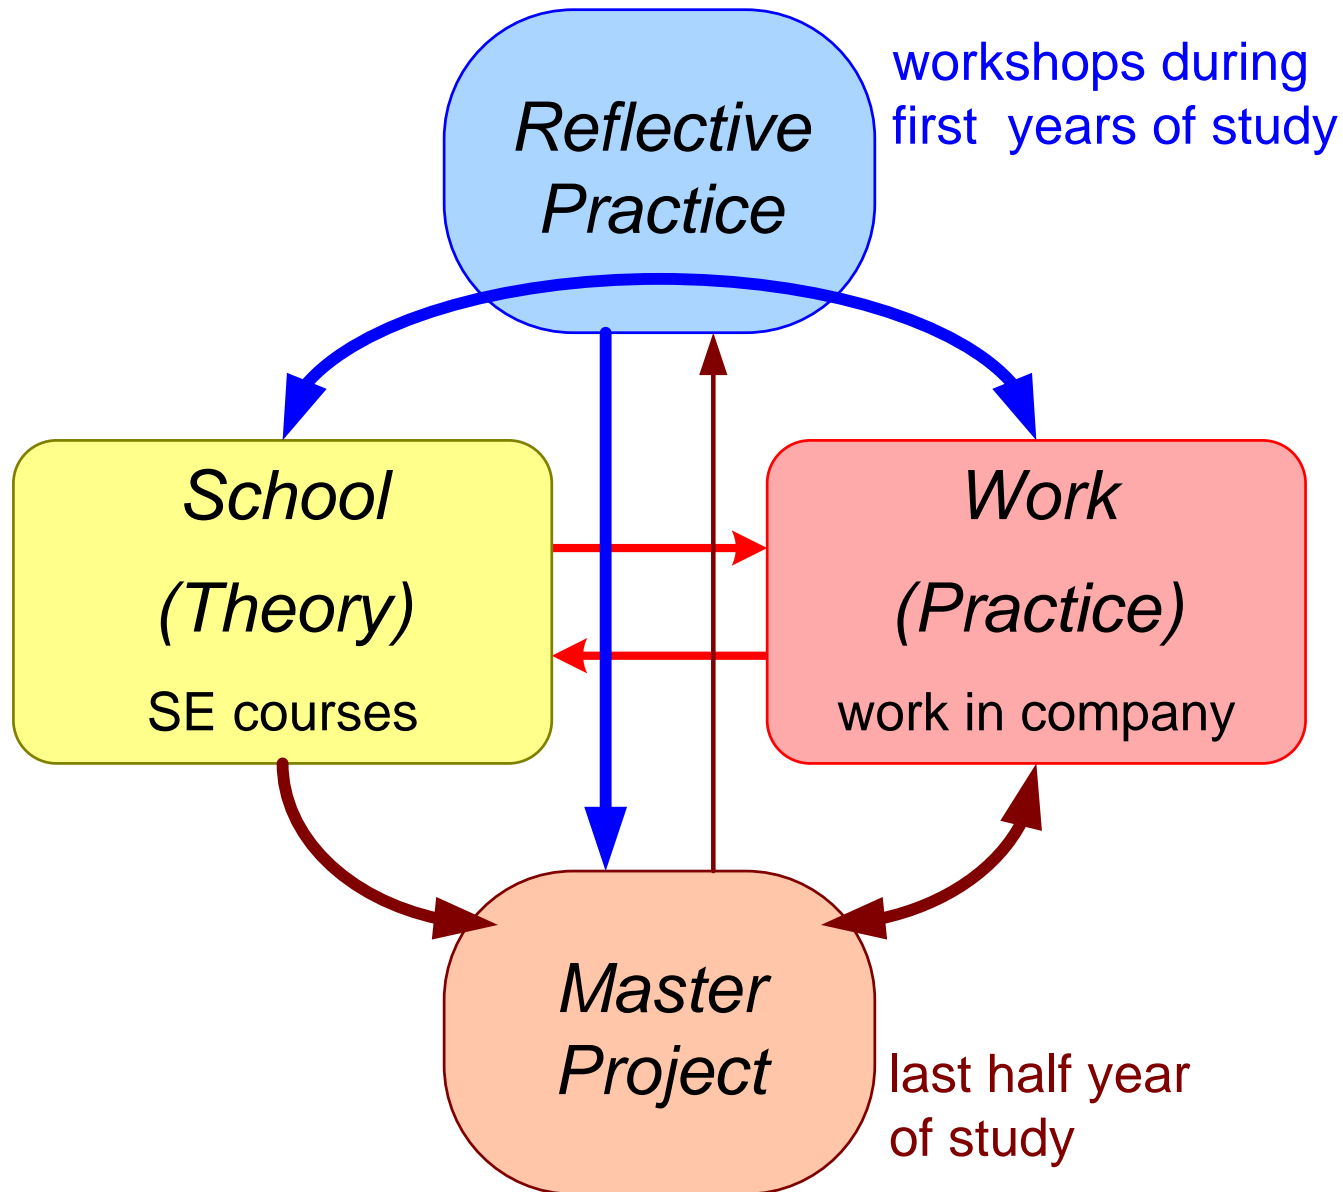 Reflective
Practice
workshops during
first  years of study
School
(Theory)
SE courses
Work
(Practice)
work in company
Master
Project
last half year
of study